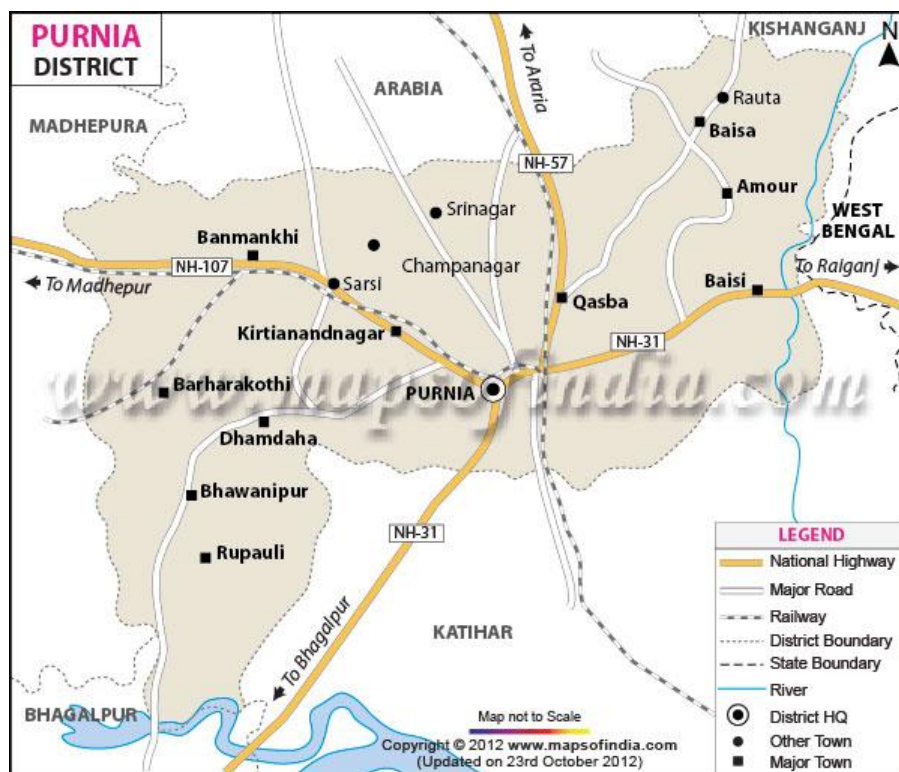 PURNIA
DISTRICT
KISHANGANJ
N
To Araria
ARABIA
Rauta
MADHEPURA
Baisa
NH-57
Amour
Srinagar
WEST
BENGAL
Banmankhi
Champanagar
To Raiganj
NH-107
To Madhepur
Sarsi
Baisi
Qasba
Kirtianandnagar
NH-31
www.mapsofindia.com
Barharakothi
PURNIA
Dhamdaha
Bhawanipur
NH-31
Rupauli
LEGEND
National Highway
Major Road
Railway
District Boundary
State Boundary
River
District HQ
Other Town
Major Town
To Bhagalpur
KATIHAR
BHAGALPUR
Map not to Scale
Copyright © 2012 www.mapsofindia.com
(Updated on 23rd October 2012)